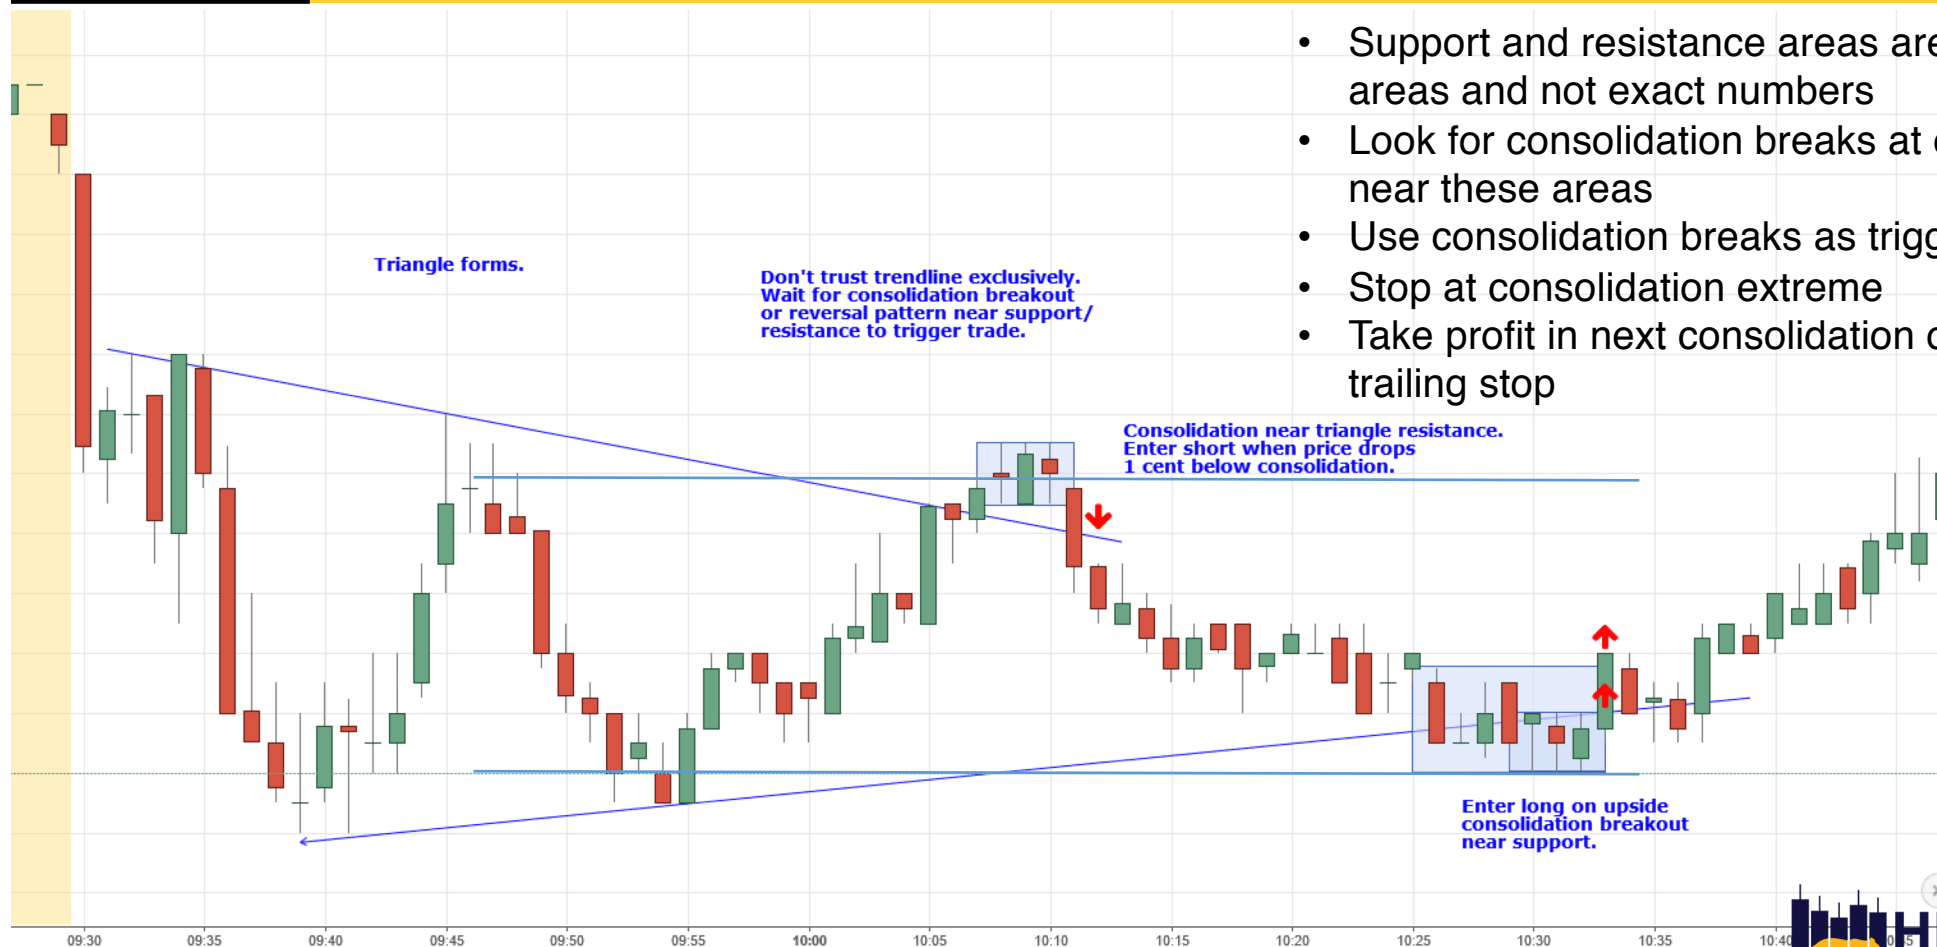 • Support and resistance areas are
areas and not exact numbers
• Look for consolidation breaks at
near these areas
• Use consolidation breaks as
• Stop at consolidation extreme
• Take profit in next consolidation
trailing stop
Triangle forms.
Don't trust trendline exclusively.
Wait for consolidation breakout
or reversal pattern near support/
resistance to trigger trade.
Consolidation near triangle resistance.
Enter short when price drops
1 cent below consolidation.
Enter long on upside
consolidation breakout
near support.
09:30 09:35 09:40 09:45 09:50 09:55 10:00 10:05 10:10 10:15 10:20 10:25 10:30 10:35